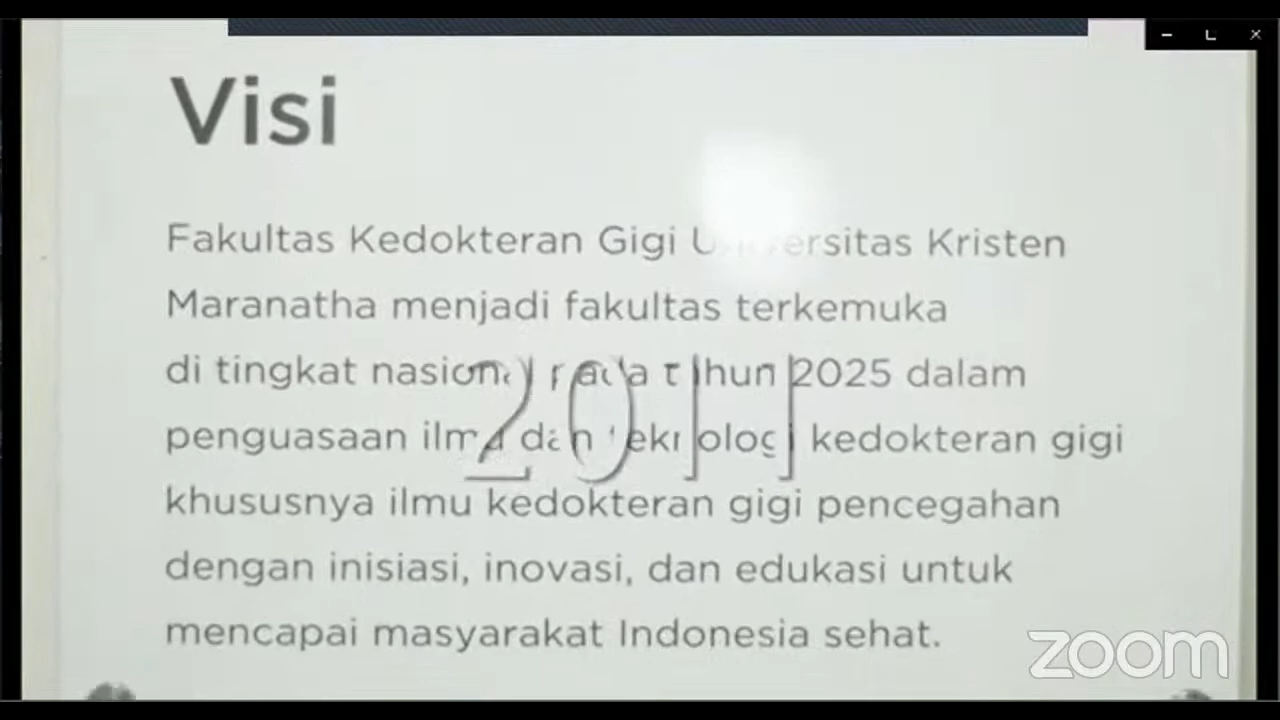 Visi
Fakultas Kedokteran Gigi Universitas Kristen
Maranatha menjadi fakultas terkemuka
di tingkat nasional pada tahun 2025 dalam
2011
penguasaan ilmu dan teknologi kedokteran gigi
khususnya ilmu kedokteran gigi pencegahan
dengan inisiasi, inovasi, dan edukasi untuk
mencapai masyarakat Indonesia sehat.
zoom